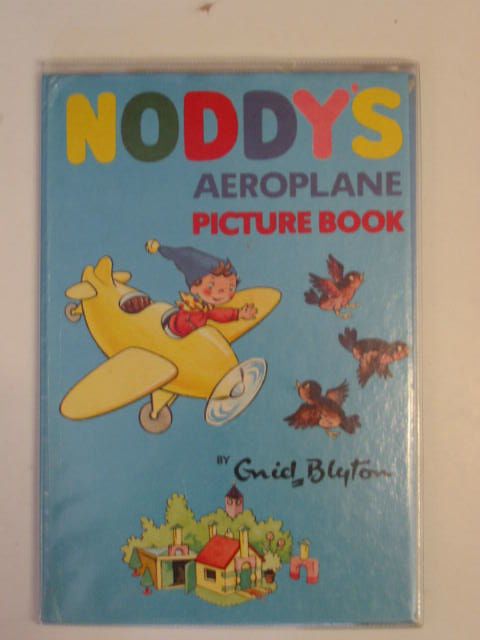 NODDY'S
AEROPLANE
PICTURE BOOK
BY Enid Blyton